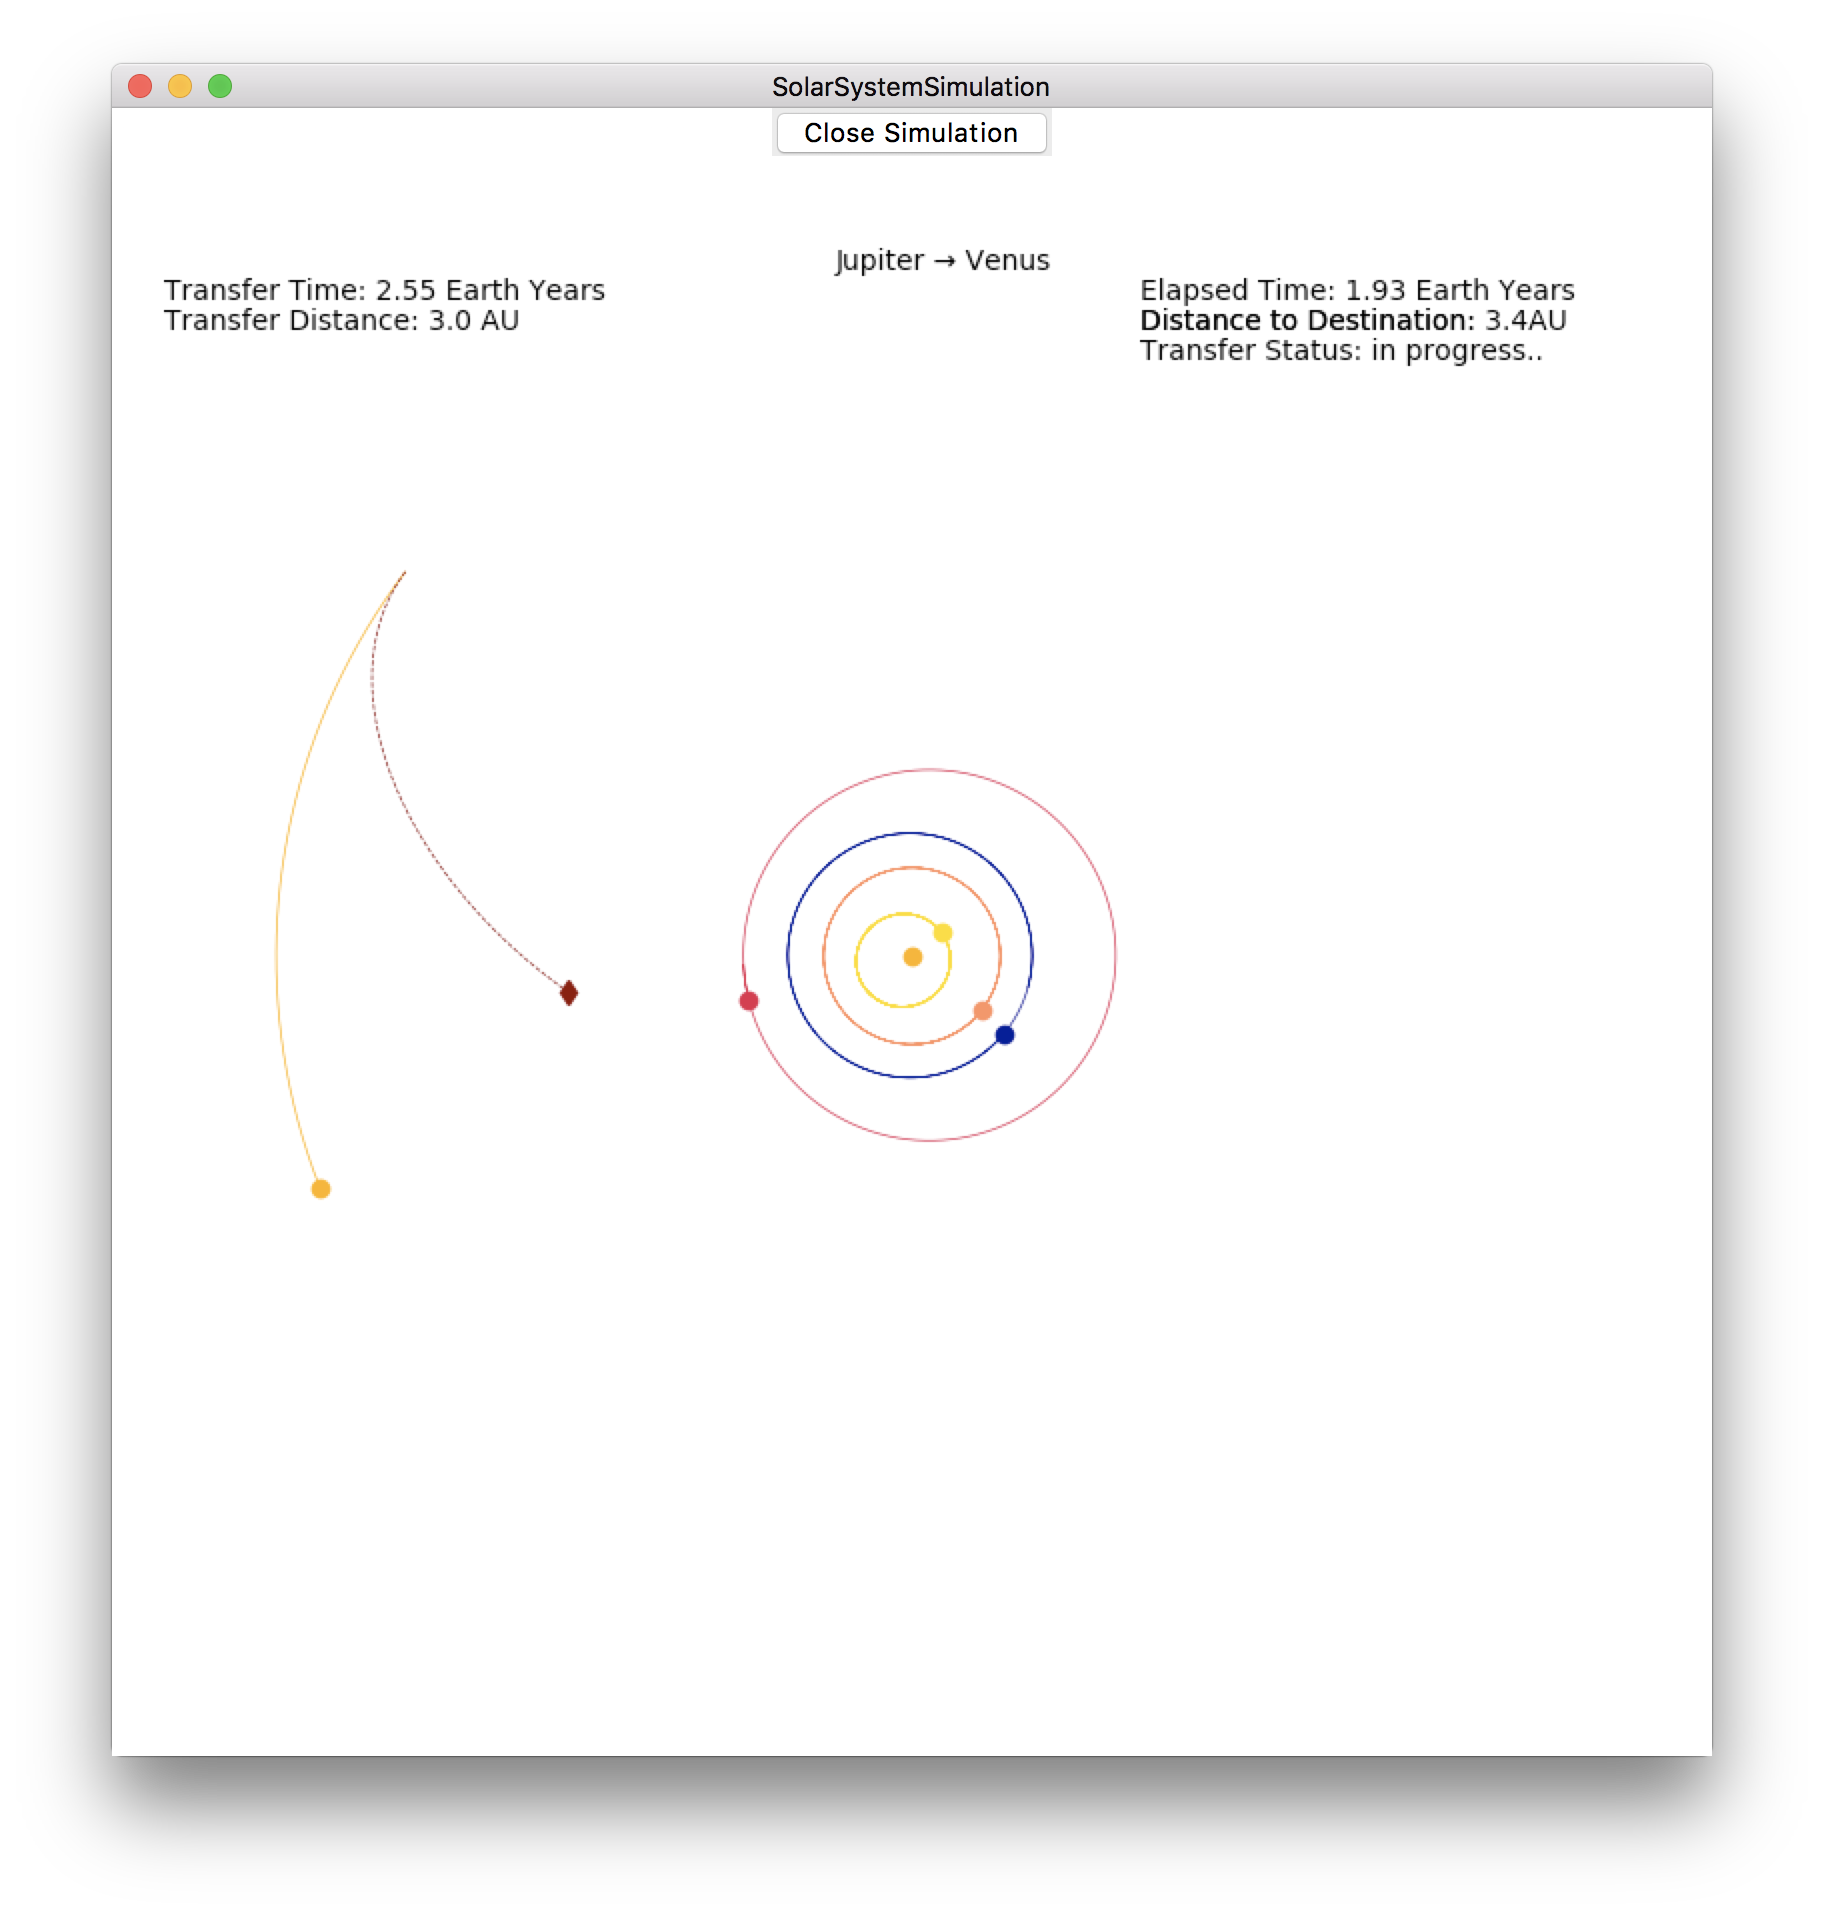 SolarSystemSimulation
Close Simulation
Jupiter → Venus
Transfer Time: 2.55 Earth Years
Transfer Distance: 3.0 AU
Elapsed Time: 1.93 Earth Years
Distance to Destination: 3.4AU
Transfer Status: in progress..